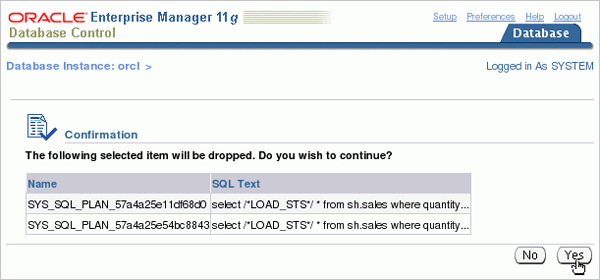 ORACLE Enterprise Manager 11g
Database Control
Setup Preferences Help Logout
Database
Database Instance: orcl >
Logged in As SYSTEM
Confirmation
The following selected item will be dropped. Do you wish to continue?
Name SQL Text
SYS_SQL_PLAN_57a4a25e11df68d0 select /*LOAD_STS*/ * from sh.sales where quantity...
SYS_SQL_PLAN_57a4a25e54bc8843 select /*LOAD_STS*/ * from sh.sales where quantity...
No Yes